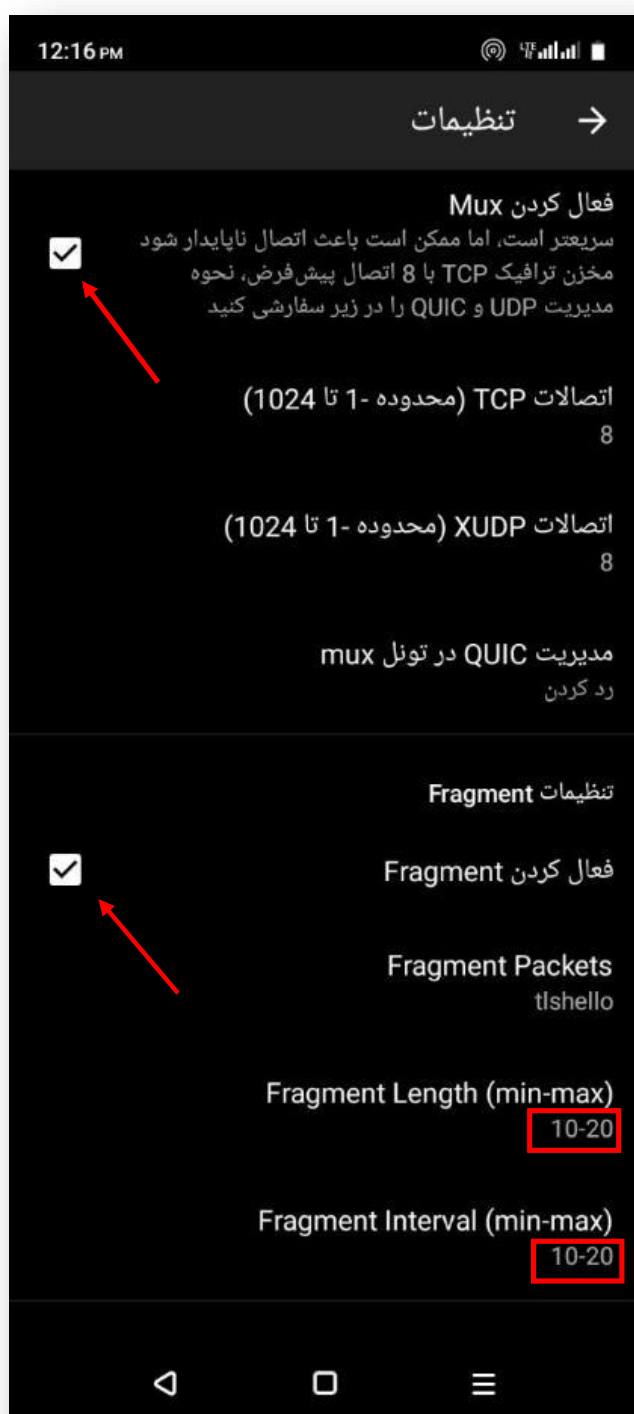 12:16 PM
LTE
تنظیمات
فعال کردن Mux
سریعتر است، اما ممکن است باعث اتصال ناپایدار شود
مخزن ترافیک TCP با 8 اتصال پیش‌فرض، نحوه
مدیریت UDP و QUIC را در زیر سفارشی کنید
اتصالات TCP (محدوده -1 تا 1024)
8
اتصالات XUDP (محدوده -1 تا 1024)
8
مدیریت QUIC در تونل mux
رد کردن
تنظیمات Fragment
فعال کردن Fragment
Fragment Packets
tlshello
Fragment Length (min-max)
10-20
Fragment Interval (min-max)
10-20